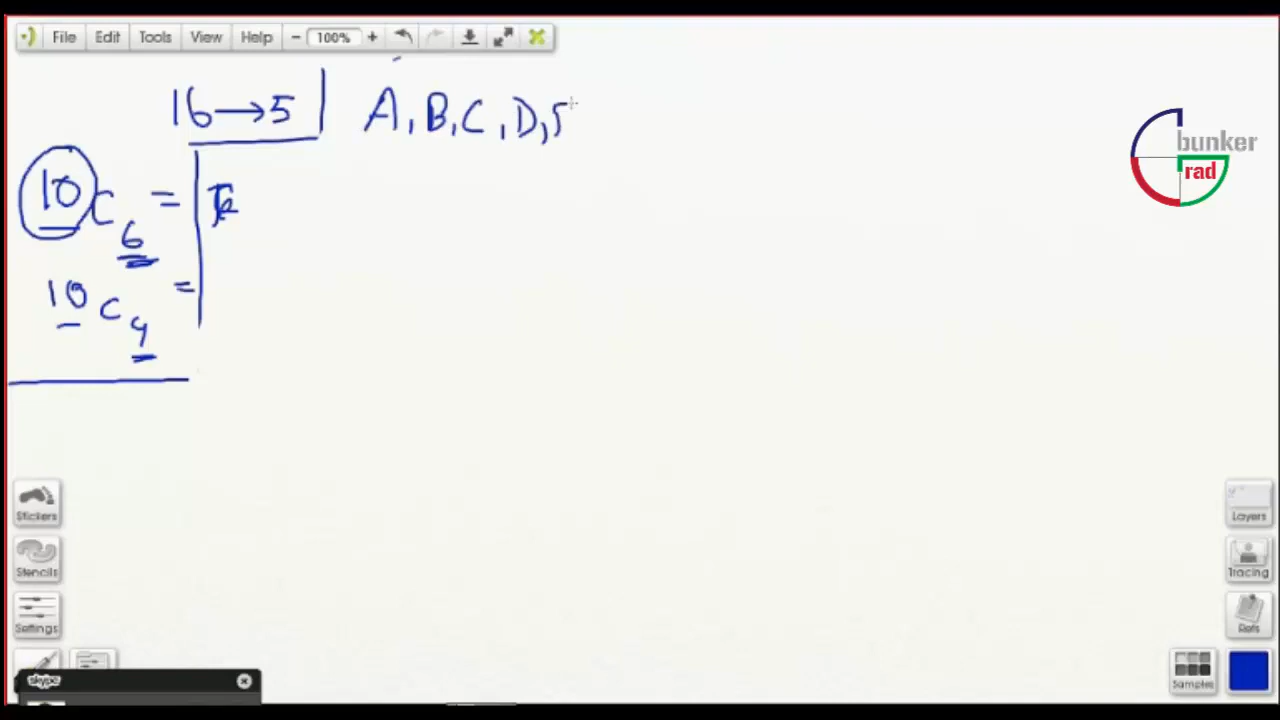 File Edit Tools View Help − 100% +
16→5 | A, B, C, D,
bunker
rad
10C6 =
10C4 =
Stickers
Stencils
Settings
Layers
Tracing
Refs
Samples
skype